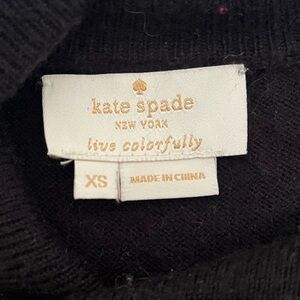 kate spade
NEW YORK
live colorfully
XS
MADE IN CHINA